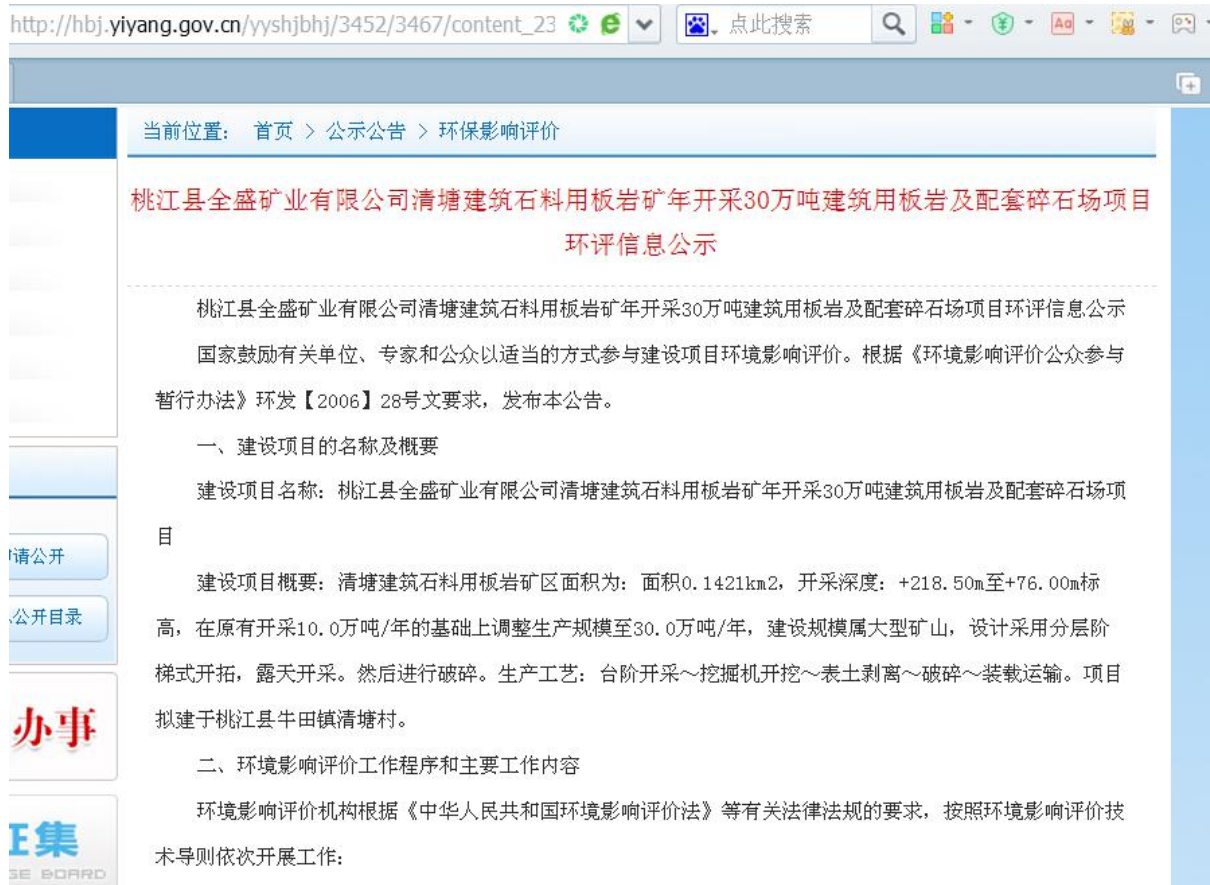 http://hbj.yiyang.gov.cn/yyshjbhj/3452/3467/content_23
点此搜索
当前位置： 首页 > 公示公告 > 环保影响评价
桃江县全盛矿业有限公司清塘建筑石料用板岩矿年开采30万吨建筑用板岩及配套碎石场项目
环评信息公示
桃江县全盛矿业有限公司清塘建筑石料用板岩矿年开采30万吨建筑用板岩及配套碎石场项目环评信息公示
国家鼓励有关单位、专家和公众以适当的方式参与建设项目环境影响评价。根据《环境影响评价公众参与
暂行办法》环发【2006】28号文要求，发布本公告。
一、建设项目的名称及概要
建设项目名称：桃江县全盛矿业有限公司清塘建筑石料用板岩矿年开采30万吨建筑用板岩及配套碎石场项
目
建设项目概要：清塘建筑石料用板岩矿区面积为：面积0.1421km2，开采深度：+218.50m至+76.00m标
高，在原有开采10.0万吨/年的基础上调整生产规模至30.0万吨/年，建设规模属大型矿山，设计采用分层阶
梯式开拓，露天开采。然后进行破碎。生产工艺：台阶开采～挖掘机开挖～表土剥离～破碎～装载运输。项目
拟建于桃江县牛田镇清塘村。
二、环境影响评价工作程序和主要工作内容
环境影响评价机构根据《中华人民共和国环境影响评价法》等有关法律法规的要求，按照环境影响评价技
术导则依次开展工作：
请公开
公开目录
办事
集
GE BOARD